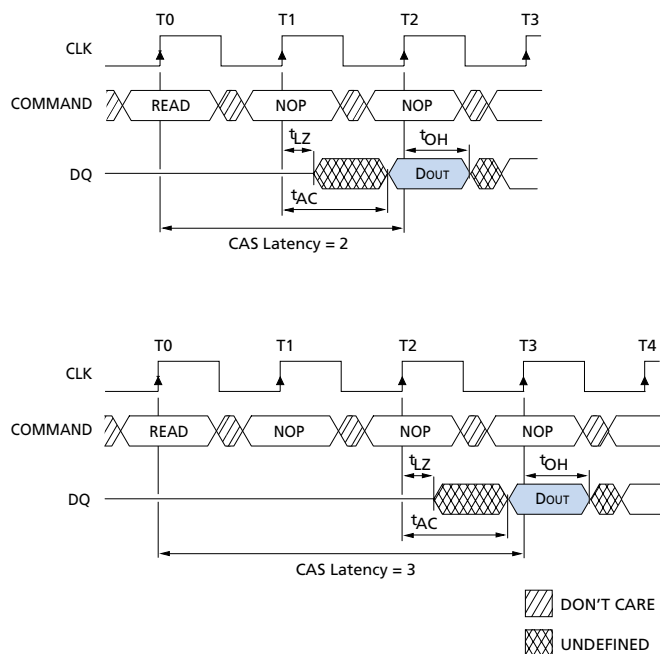 T0 T1 T2 T3
CLK
COMMAND READ NOP NOP
tLZ tOH
DQ DOUT
tAC
CAS Latency = 2
T0 T1 T2 T3 T4
CLK
COMMAND READ NOP NOP NOP
tLZ tOH
DQ DOUT
tAC
CAS Latency = 3
DON'T CARE
UNDEFINED